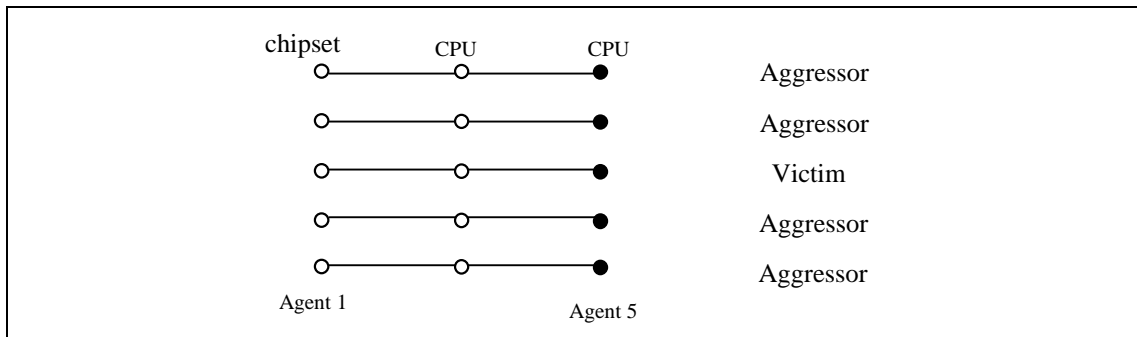 chipset CPU CPU
Aggressor
Aggressor
Victim
Aggressor
Aggressor
Agent 1 Agent 5